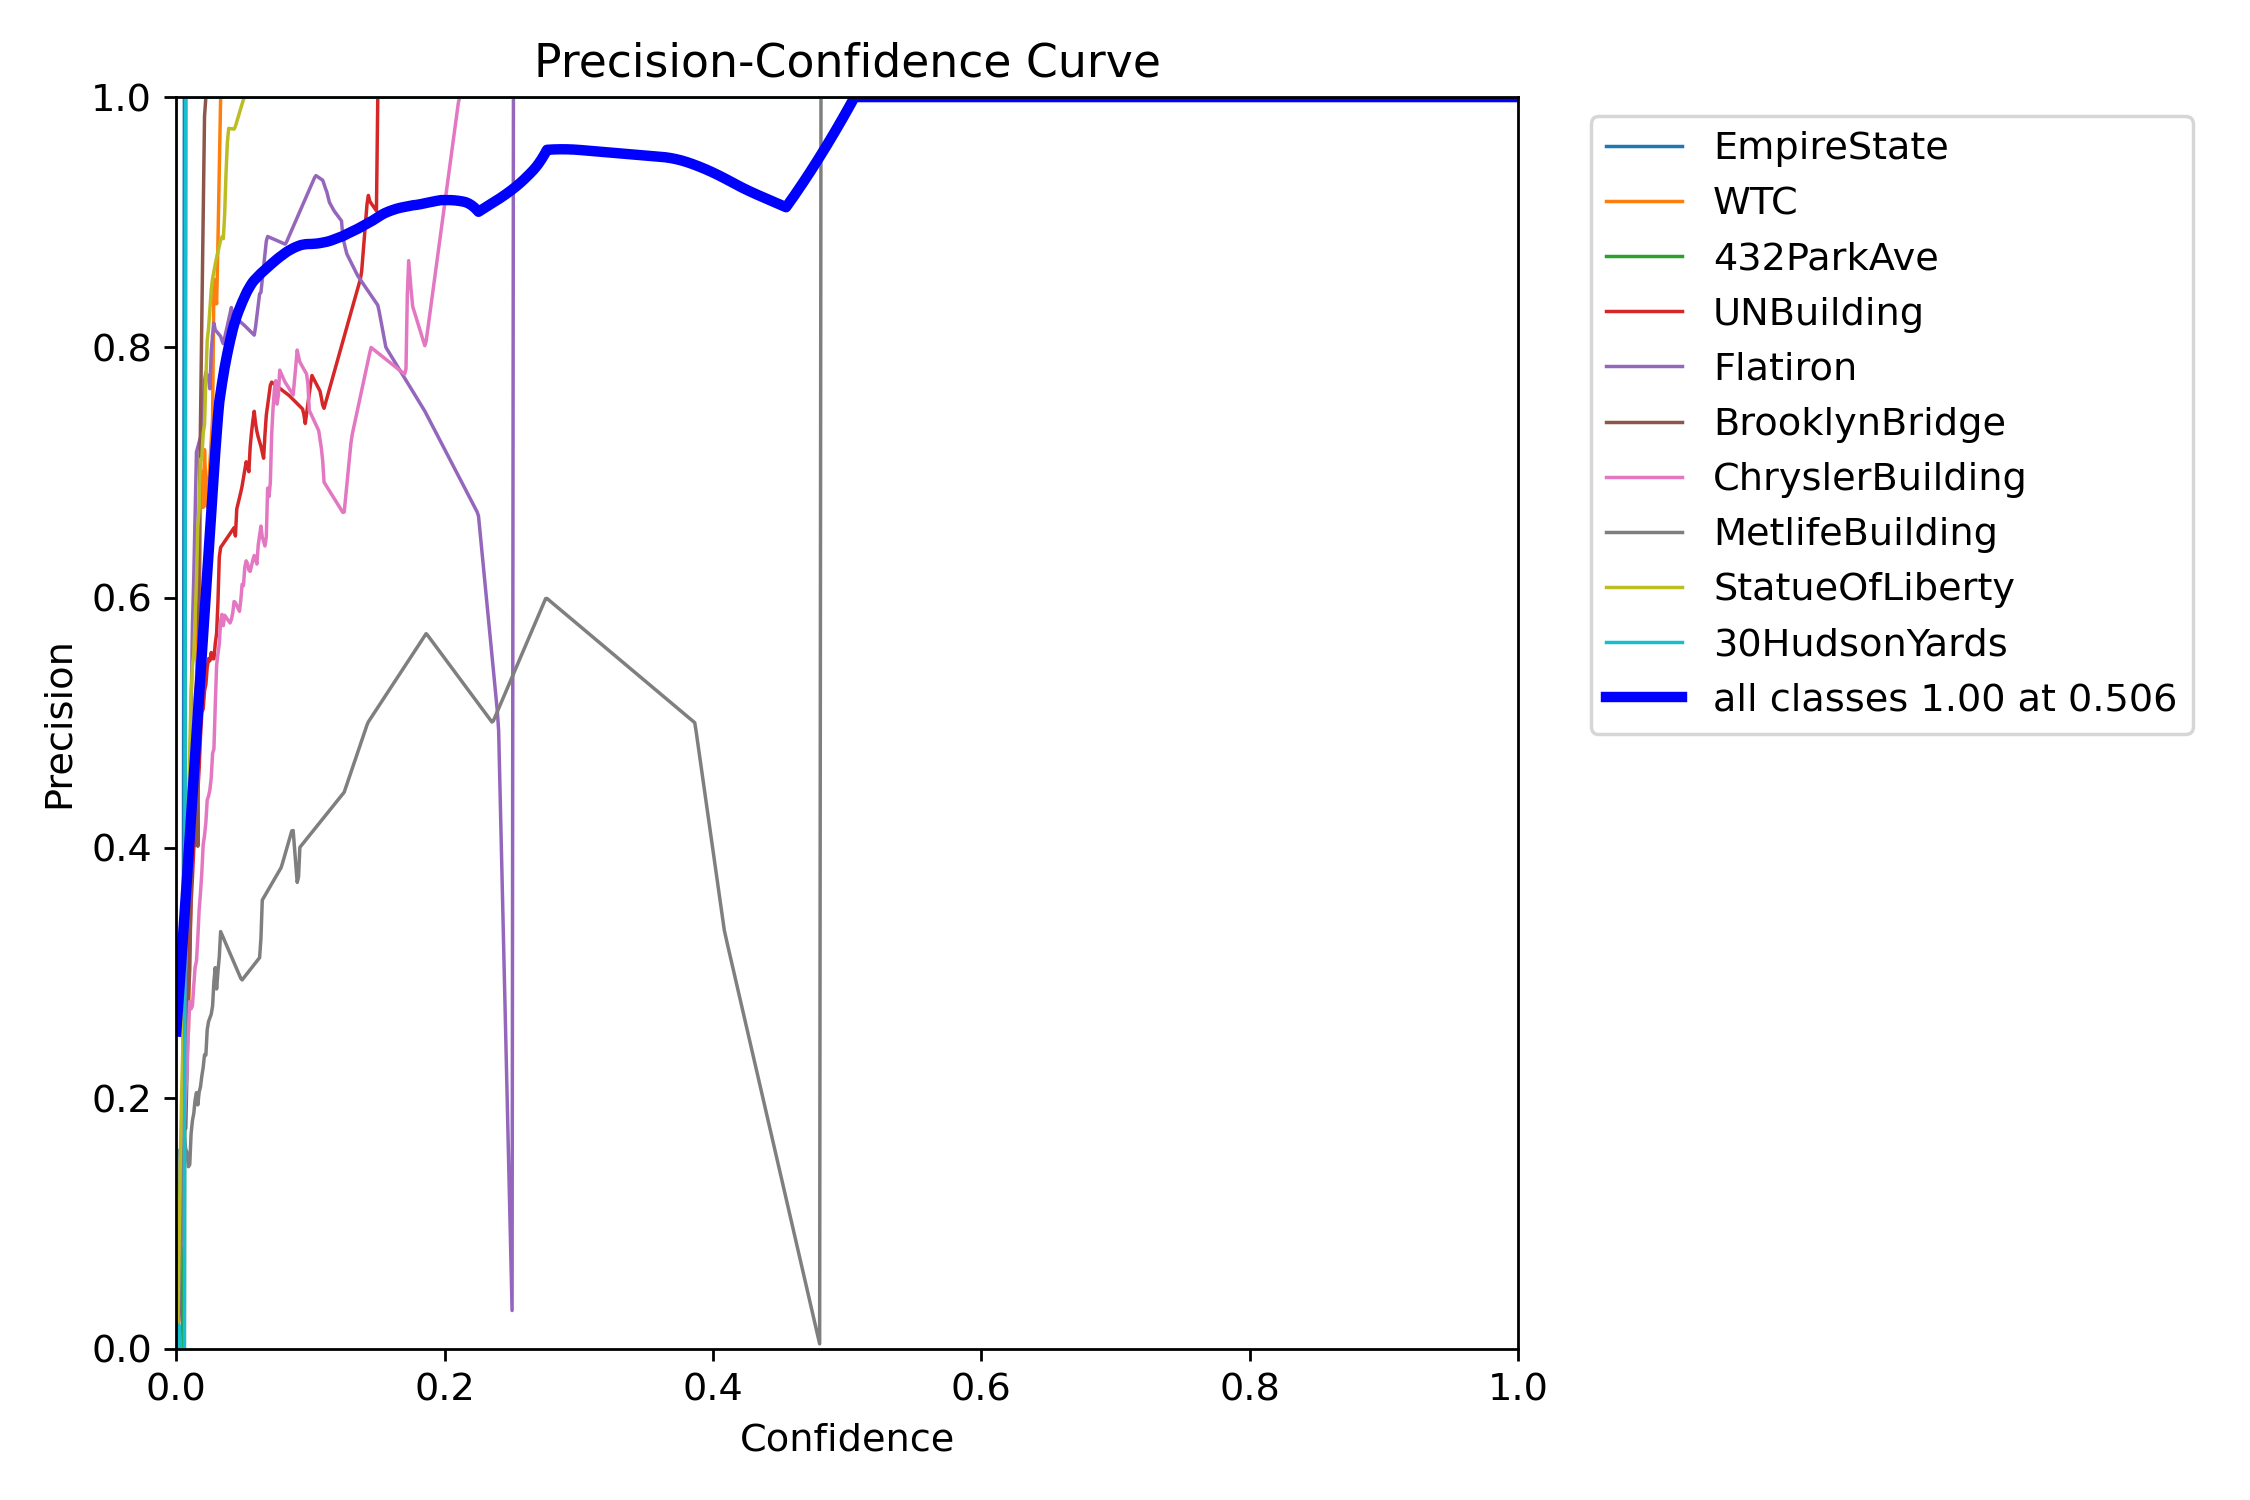 Precision-Confidence Curve
1.0
0.8
0.6
0.4
0.2
0.0
Precision
0.0 0.2 0.4 0.6 0.8 1.0
Confidence
EmpireState
WTC
432ParkAve
UNBuilding
Flatiron
BrooklynBridge
ChryslerBuilding
MetlifeBuilding
StatueOfLiberty
30HudsonYards
all classes 1.00 at 0.506